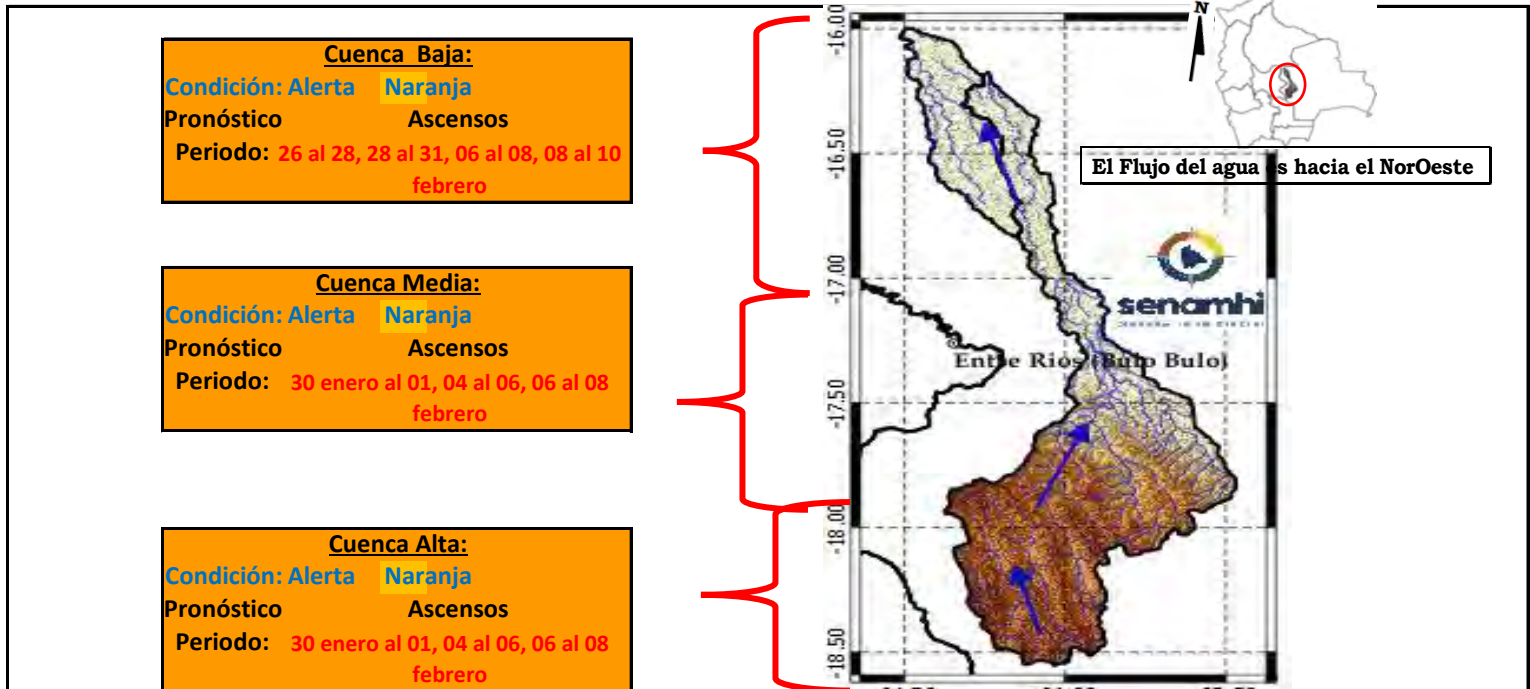 Cuenca Baja:
Condición: Alerta Naranja
Pronóstico Ascensos
Periodo: 26 al 28, 28 al 31, 06 al 08, 08 al 10
febrero
Cuenca Media:
Condición: Alerta Naranja
Pronóstico Ascensos
Periodo: 30 enero al 01, 04 al 06, 06 al 08
febrero
Cuenca Alta:
Condición: Alerta Naranja
Pronóstico Ascensos
Periodo: 30 enero al 01, 04 al 06, 06 al 08
febrero
N
El Flujo del agua es hacia el NorOeste
senamhi
Entre Rios (Bulo Bulo)
-16.00
-16.50
-17.00
-17.50
-18.00
-18.50